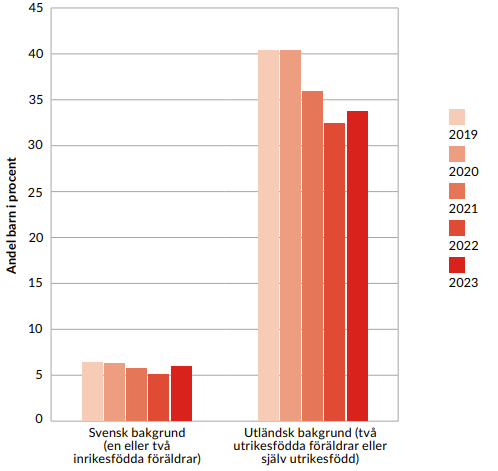 45
40
35
30
25
20
15
10
5
0
Andel barn i procent
Svensk bakgrund
(en eller två
inrikesfödda föräldrar)
Utländsk bakgrund (två
utrikesfödda föräldrar eller
själv utrikesfödd)
2019
2020
2021
2022
2023